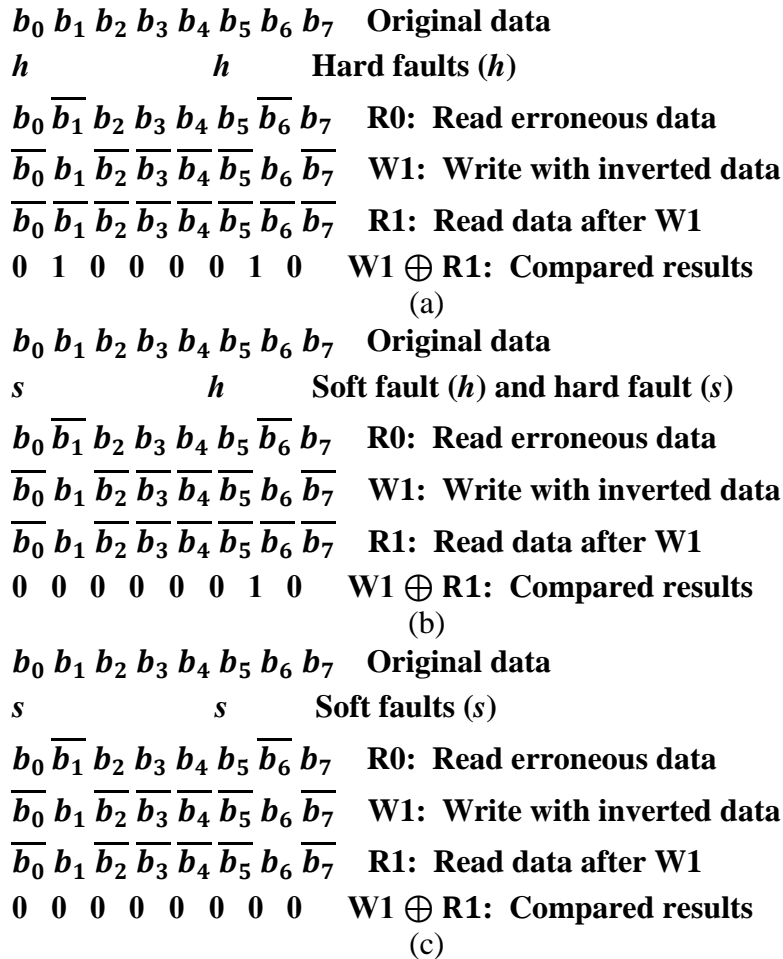 b₀ b₁ b₂ b₃ b₄ b₅ b₆ b₇ Original data
h h Hard faults (h)
b₀ b̅₁ b₂ b₃ b₄ b₅ b̅₆ b₇ R0: Read erroneous data
b̅₀ b₁ b̅₂ b̅₃ b̅₄ b̅₅ b₆ b̅₇ W1: Write with inverted data
b̅₀ b̅₁ b̅₂ b̅₃ b̅₄ b̅₅ b̅₆ b̅₇ R1: Read data after W1
0 1 0 0 0 0 1 0 W1 ⊕ R1: Compared results
(a)
b₀ b₁ b₂ b₃ b₄ b₅ b₆ b₇ Original data
s h Soft fault (h) and hard fault (s)
b₀ b̅₁ b₂ b₃ b₄ b₅ b̅₆ b₇ R0: Read erroneous data
b̅₀ b₁ b̅₂ b̅₃ b̅₄ b̅₅ b₆ b̅₇ W1: Write with inverted data
b̅₀ b₁ b̅₂ b̅₃ b̅₄ b̅₅ b̅₆ b̅₇ R1: Read data after W1
0 0 0 0 0 0 1 0 W1 ⊕ R1: Compared results
(b)
b₀ b₁ b₂ b₃ b₄ b₅ b₆ b₇ Original data
s s Soft faults (s)
b₀ b̅₁ b₂ b₃ b₄ b₅ b̅₆ b₇ R0: Read erroneous data
b̅₀ b₁ b̅₂ b̅₃ b̅₄ b̅₅ b₆ b̅₇ W1: Write with inverted data
b̅₀ b₁ b̅₂ b̅₃ b̅₄ b̅₅ b₆ b̅₇ R1: Read data after W1
0 0 0 0 0 0 0 0 W1 ⊕ R1: Compared results
(c)